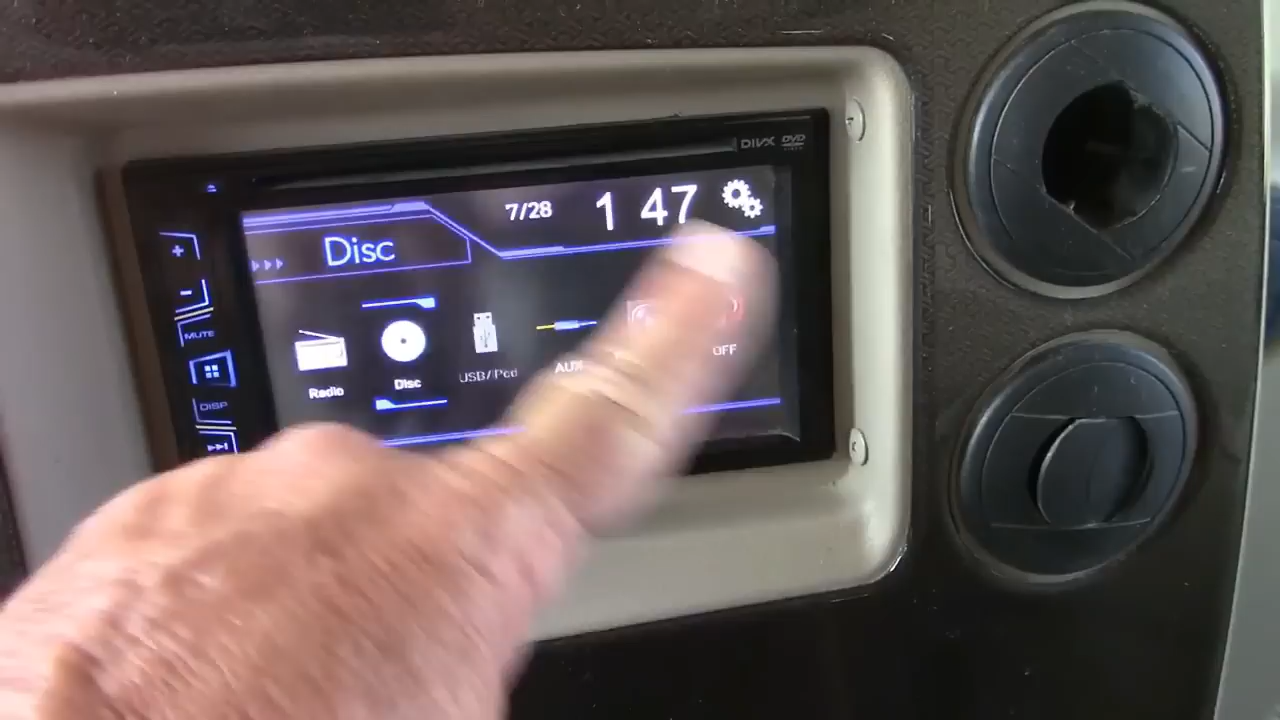 DIVX DVD
7/28 1 47
Disc
MUTE
Radio Disc USB/iPod AUX OFF
DISP